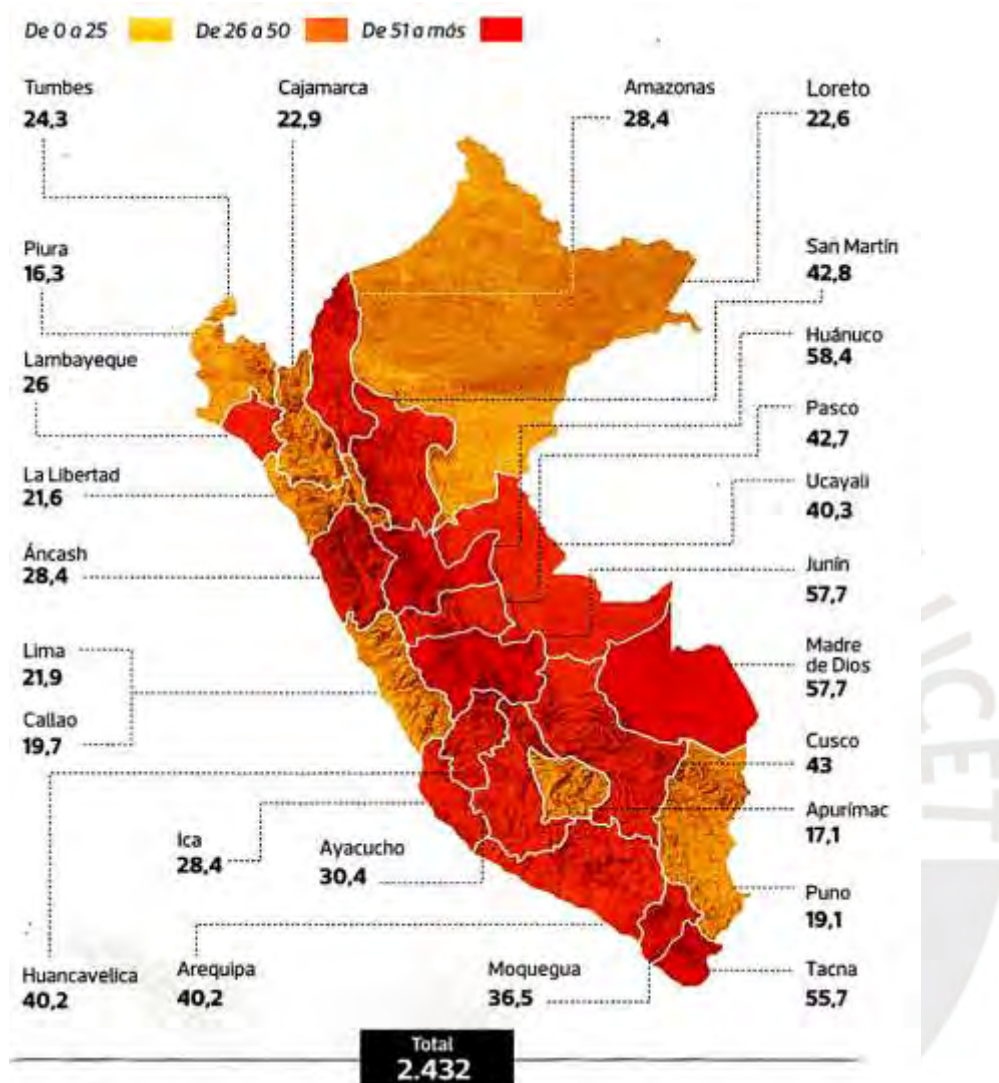 De 0 a 25 De 26 a 50 De 51 a más
Tumbes
24,3
Cajamarca
22,9
Amazonas
28,4
Loreto
22,6
Piura
16,3
San Martín
42,8
Lambayeque
26
Huánuco
58,4
Pasco
42,7
La Libertad
21,6
Ucayali
40,3
Áncash
28,4
Junín
57,7
Lima
21,9
Madre
de Dios
57,7
Callao
19,7
Cusco
43
Apurímac
17,1
Ica
28,4
Ayacucho
30,4
Puno
19,1
Huancavelica
40,2
Arequipa
40,2
Moquegua
36,5
Tacna
55,7
Total
2.432